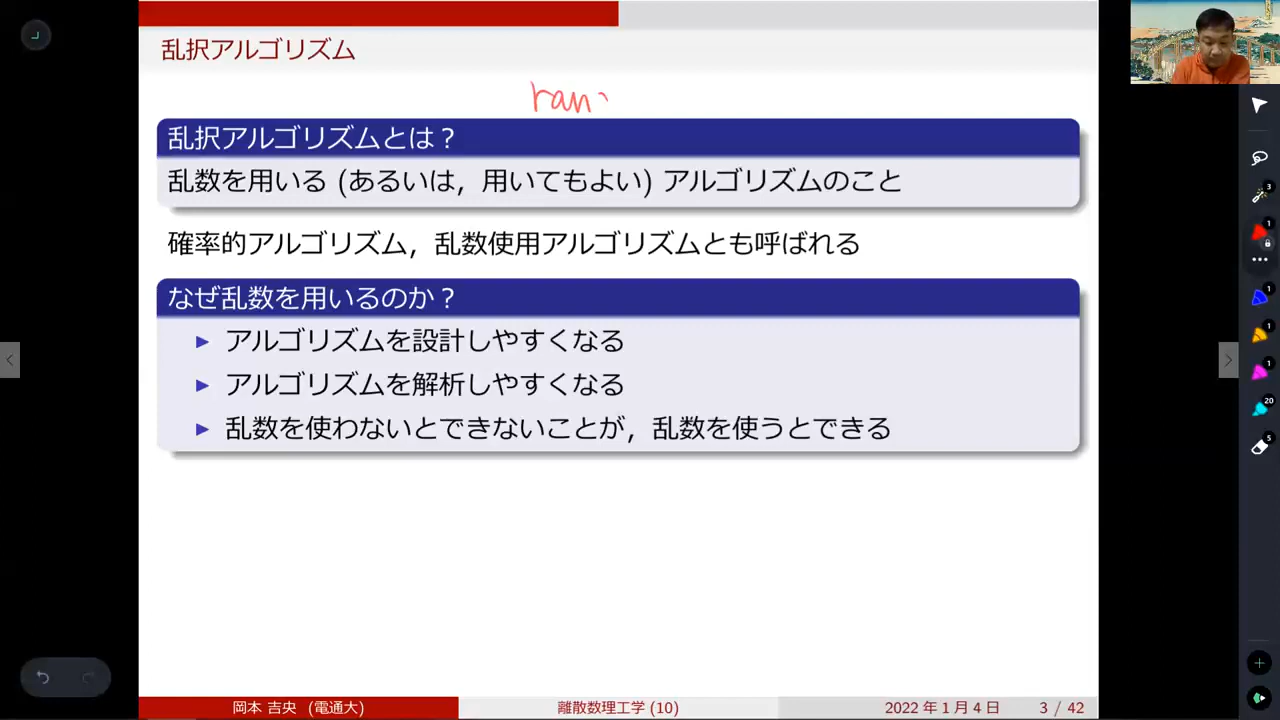 乱択アルゴリズム
ran
乱択アルゴリズムとは？
乱数を用いる (あるいは，用いてもよい) アルゴリズムのこと
確率的アルゴリズム，乱数使用アルゴリズムとも呼ばれる
なぜ乱数を用いるのか？
▶ アルゴリズムを設計しやすくなる
▶ アルゴリズムを解析しやすくなる
▶ 乱数を使わないとできないことが，乱数を使うとできる
3
1
1
1
1
20
5
岡本 吉央 (電通大) 離散数理工学 (10) 2022 年 1 月 4 日 3 / 42